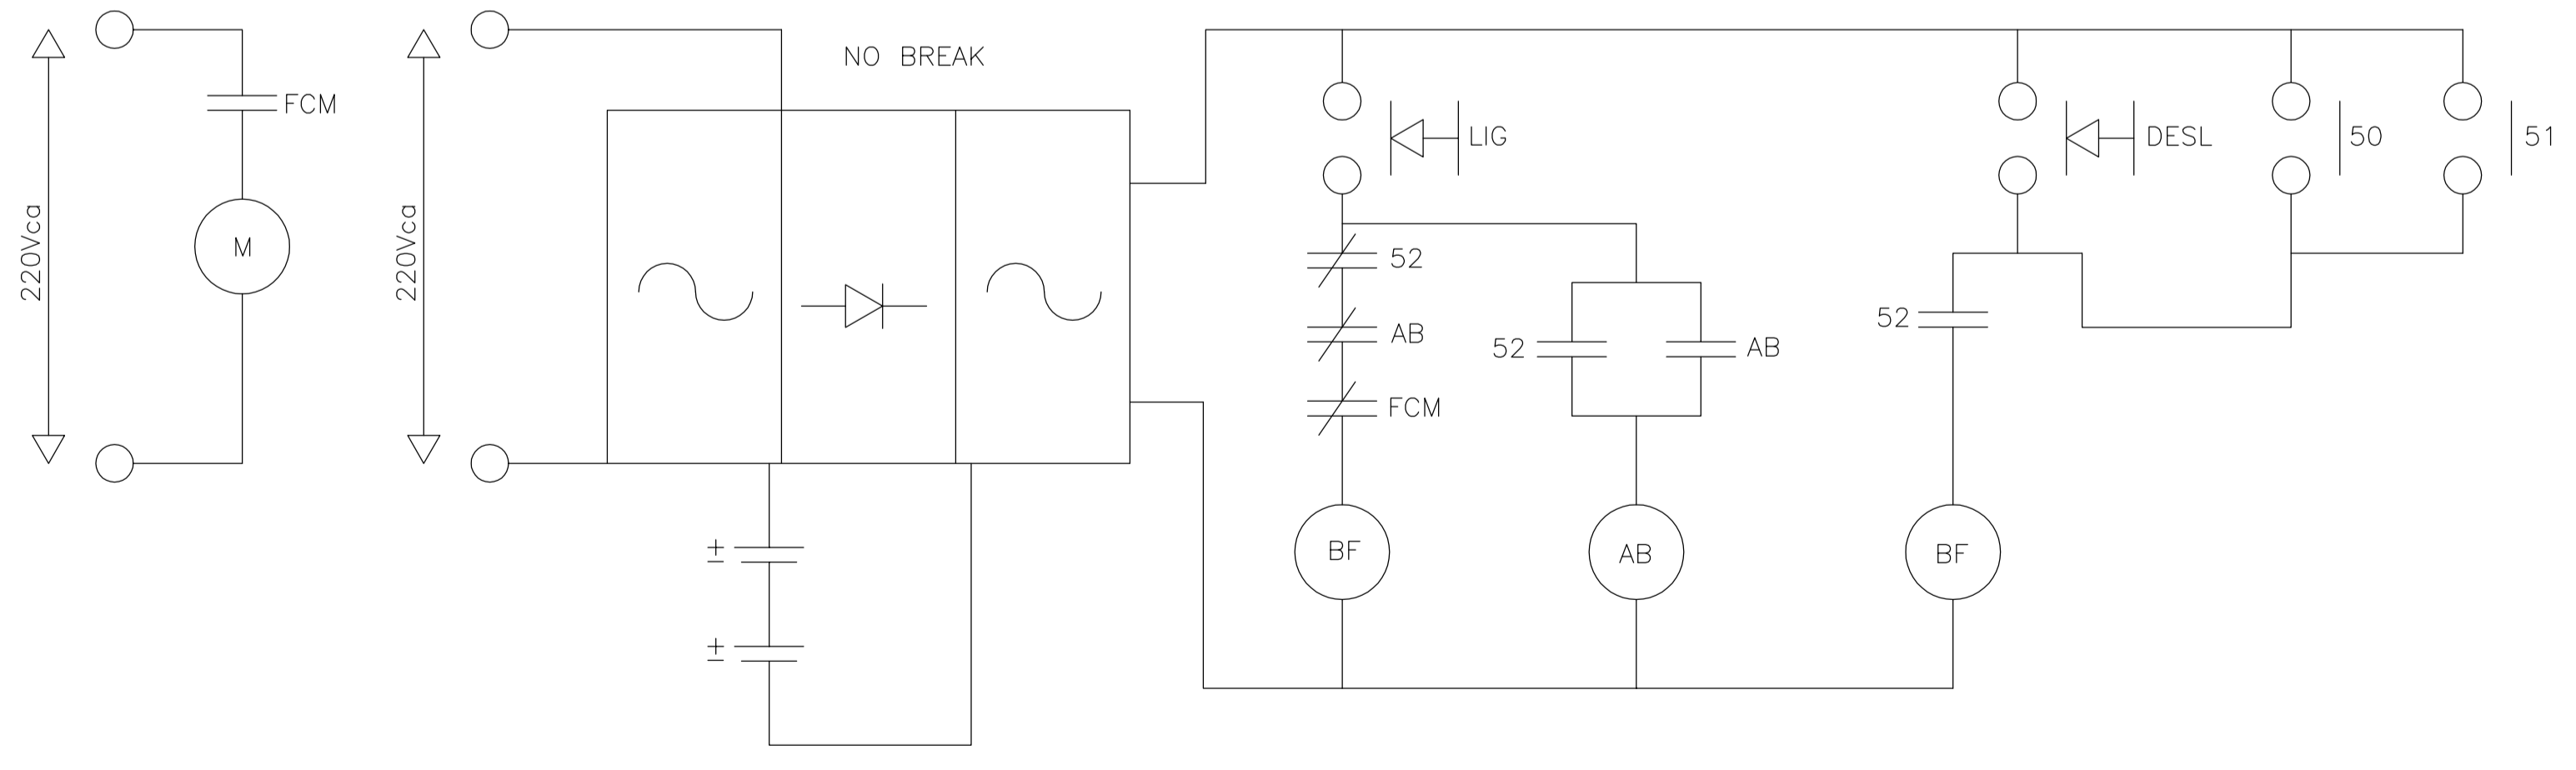 220Vca
FCM
M
220Vca
NO BREAK
±
±
LIG
52
AB
FCM
BF
52
AB
AB
DESL
52
BF
50
51